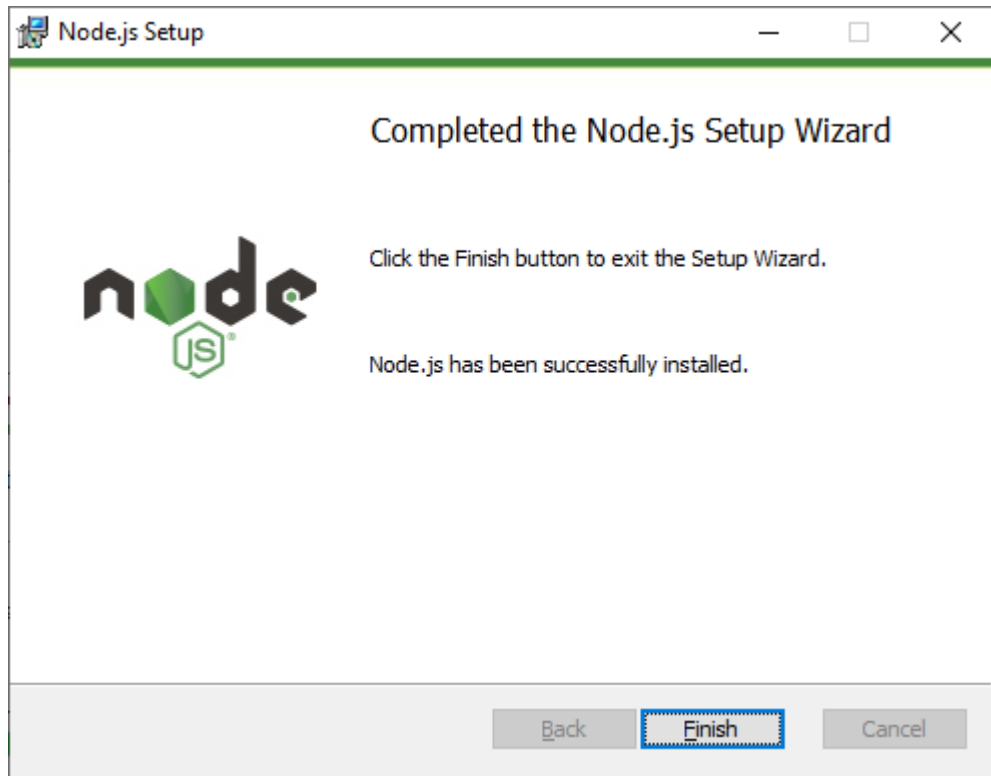 Node.js Setup
Completed the Node.js Setup Wizard
Click the Finish button to exit the Setup Wizard.
node
JS®
Node.js has been successfully installed.
Back Finish Cancel